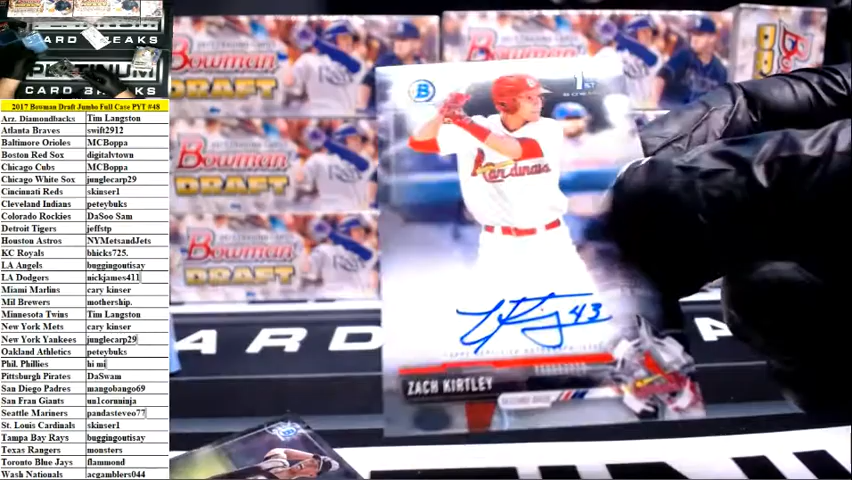 CARD BREAKS
PLATINUM
CARD BREAKS
2017 Bowman Draft Jumbo Full Case PYT #48
Arz. Diamondbacks Tim Langston
Atlanta Braves swift2912
Baltimore Orioles MCBoppa
Boston Red Sox digitaltown
Chicago Cubs MCBoppa
Chicago White Sox junglecarp29
Cincinnati Reds skinser1
Cleveland Indians peteybuks
Colorado Rockies DaSoo Sam
Detroit Tigers jeffstp
Houston Astros NYMetsandJets
KC Royals bhicks725.
LA Angels buggingoutisay
LA Dodgers nickjames411
Miami Marlins cary kinser
Mil Brewers mothership.
Minnesota Twins Tim Langston
New York Mets cary kinser
New York Yankees junglecarp29
Oakland Athletics peteybuks
Phil. Phillies hi mi
Pittsburgh Pirates DaSwam
San Diego Padres mangobango69
San Fran Giants un1cornninja
Seattle Mariners pandasteveo77
St. Louis Cardinals skinser1
Tampa Bay Rays buggingoutisay
Texas Rangers monsters
Toronto Blue Jays flammond
Wash Nationals acgamblers044
Bowman
DRAFT
Bowman
Bowman
DRAFT
Bowman
DRAFT
1ST
BOWMAN
Cardinals
43
ARD
ZACH KIRTLEY
SECOND BASE